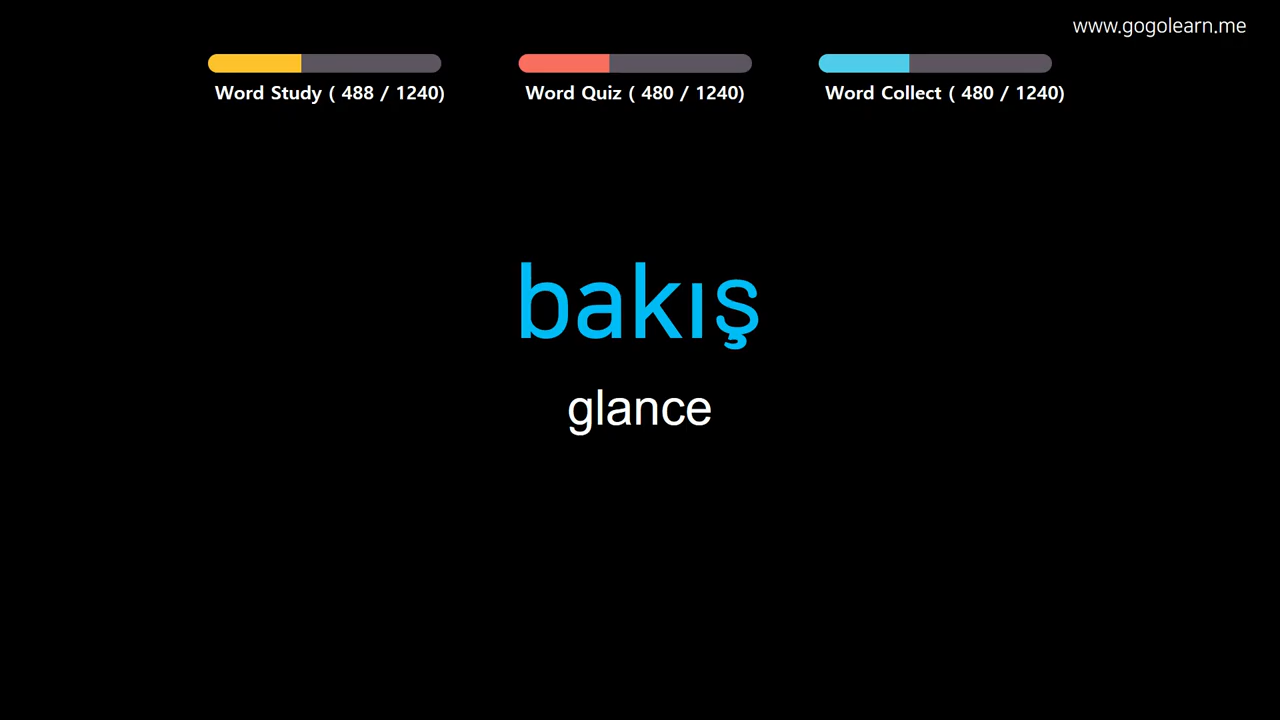 www.gogolearn.me
Word Study ( 488 / 1240)
Word Quiz ( 480 / 1240)
Word Collect ( 480 / 1240)
bakış
glance